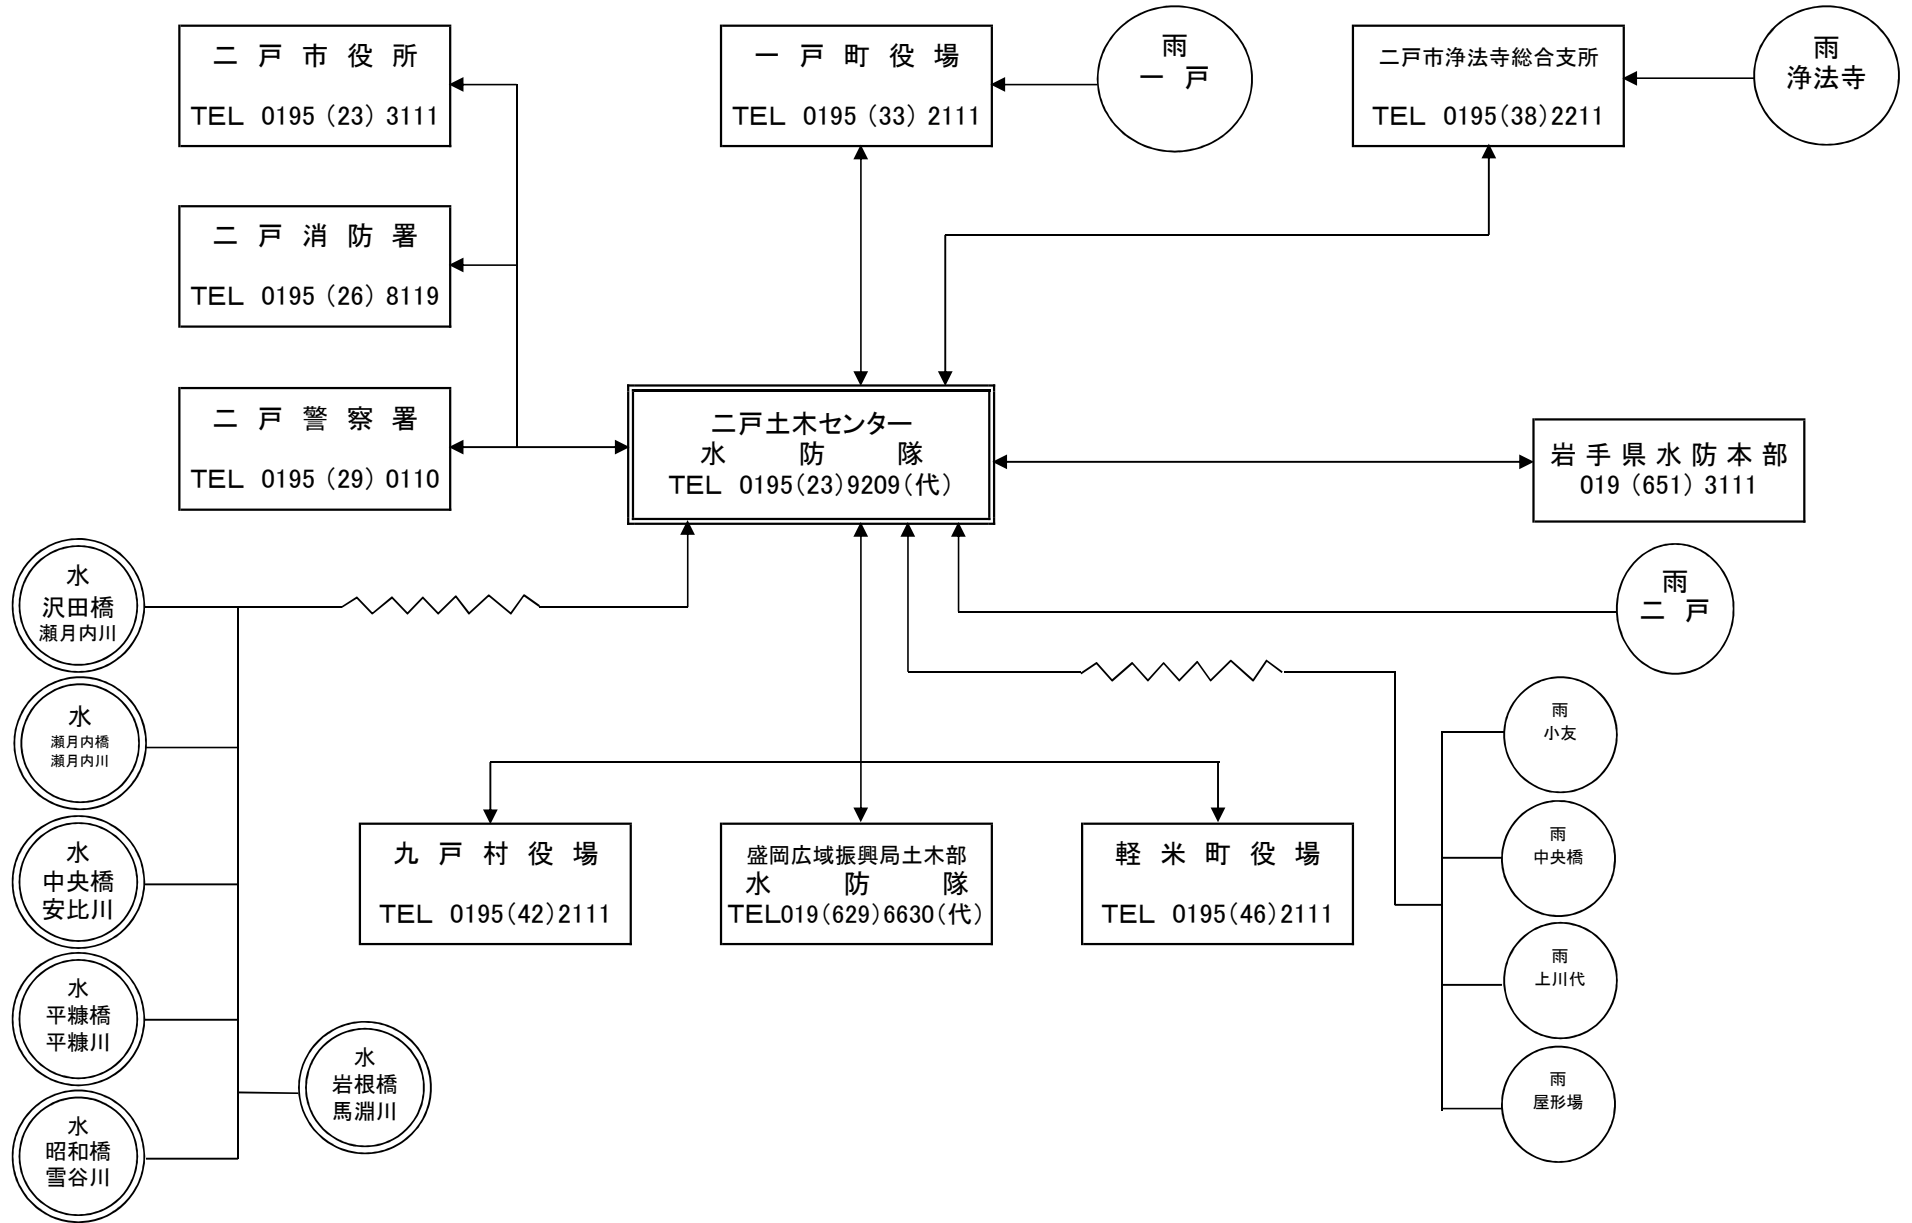 二 戸 市 役 所
TEL 0195 (23) 3111
一 戸 町 役 場
TEL 0195 (33) 2111
雨
一 戸
二戸市浄法寺総合支所
TEL 0195(38)2211
雨
浄法寺
二 戸 消 防 署
TEL 0195 (26) 8119
二 戸 警 察 署
TEL 0195 (29) 0110
二戸土木センター
水 防 隊
TEL 0195(23)9209(代)
岩 手 県 水 防 本 部
019 (651) 3111
水
沢田橋
瀬月内川
雨
二 戸
水
瀬月内橋
瀬月内川
雨
小友
水
中央橋
安比川
九 戸 村 役 場
TEL 0195(42)2111
盛岡広域振興局土木部
水 防 隊
TEL019(629)6630(代)
軽 米 町 役 場
TEL 0195(46)2111
雨
中央橋
水
平糠橋
平糠川
雨
上川代
水
岩根橋
馬淵川
雨
屋形場
水
昭和橋
雪谷川